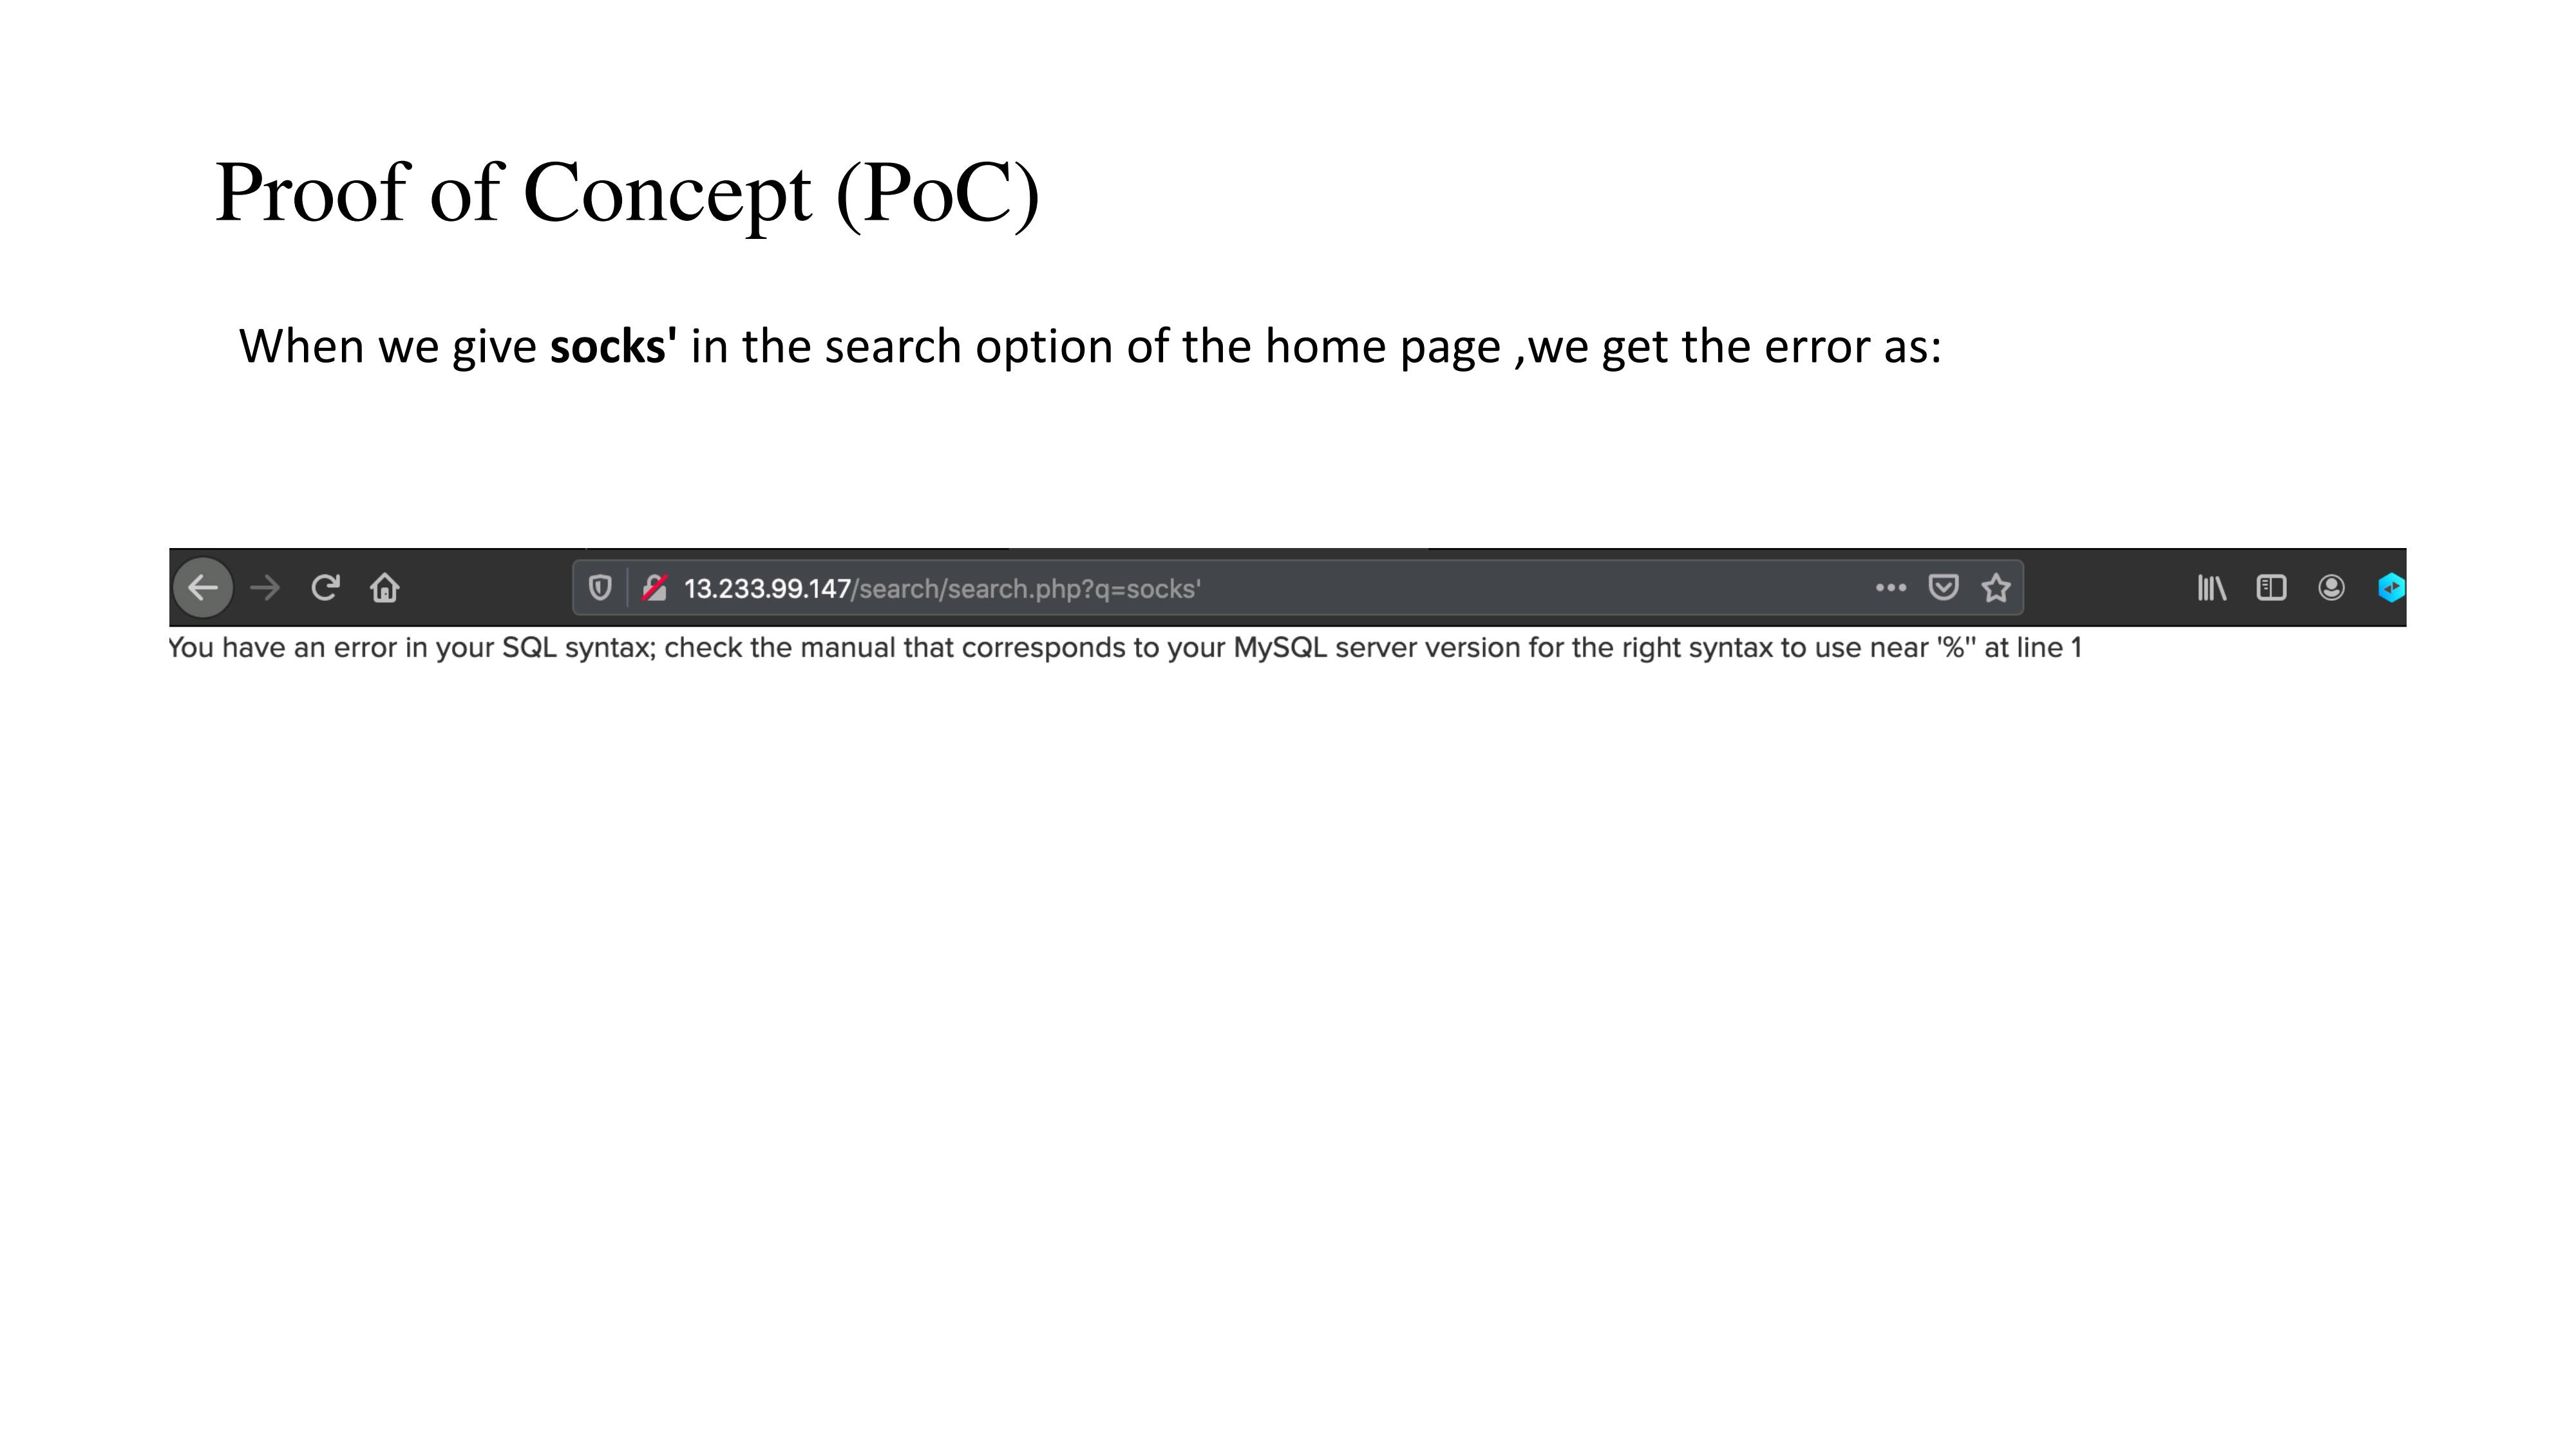 Proof of Concept (PoC)
When we give socks' in the search option of the home page ,we get the error as:
13.233.99.147/search/search.php?q=socks'
You have an error in your SQL syntax; check the manual that corresponds to your MySQL server version for the right syntax to use near '%'' at line 1